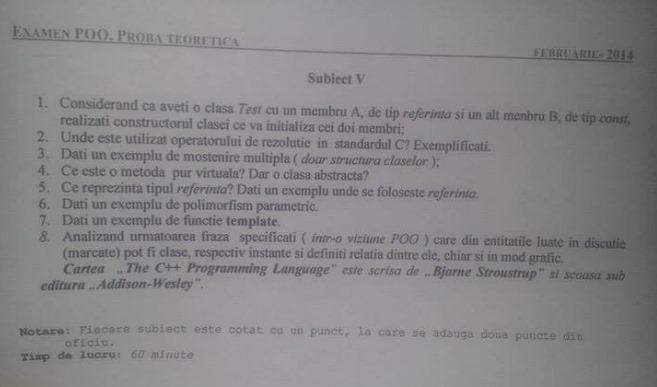 EXAMEN POO. PROBA TEORETICA
FEBRUARIE- 2014
Subiect V
1. Considerand ca aveti o clasa Test cu un membru A, de tip referinta si un alt menbru B, de tip const,
realizati constructorul clasei ce va initializa cei doi membri;
2. Unde este utilizat operatorului de rezolutie in standardul C? Exemplificati.
3. Dati un exemplu de mostenire multipla ( doar structura claselor );
4. Ce este o metoda pur virtuala? Dar o clasa abstracta?
5. Ce reprezinta tipul referinta? Dati un exemplu unde se foloseste referinta.
6. Dati un exemplu de polimorfism parametric.
7. Dati un exemplu de functie template.
8. Analizand urmatoarea fraza specificati ( intr-o viziune POO ) care din entitatile luate in discutie
(marcate) pot fi clase, respectiv instante si definiti relatia dintre ele, chiar si in mod grafic.
Cartea „The C++ Programming Language" este scrisa de „Bjarne Stroustrup" si scoasa sub
editura „Addison-Wesley".
Notare: Fiecare subiect este cotat cu un punct, la care se adauga doua puncte din
oficiu.
Timp de lucru: 60 minute